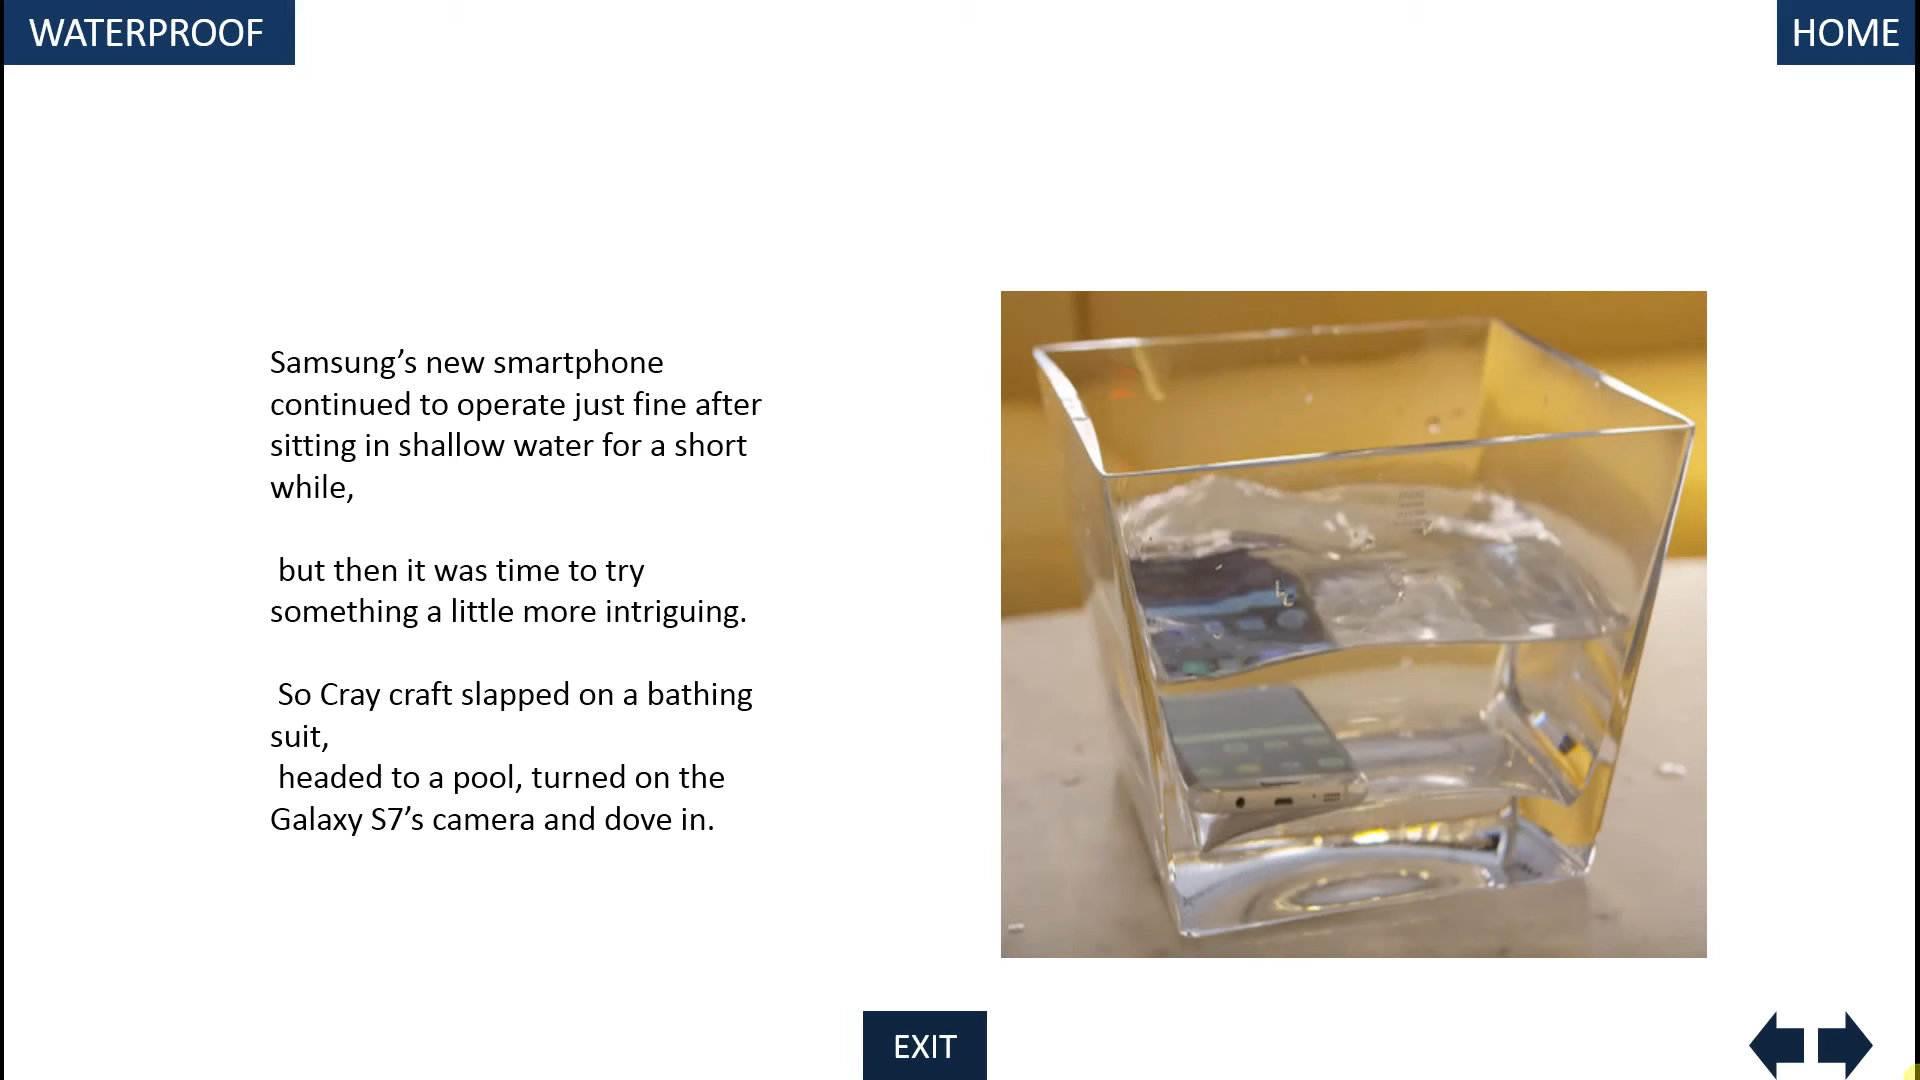 WATERPROOF
HOME
Samsung’s new smartphone
continued to operate just fine after
sitting in shallow water for a short
while,
but then it was time to try
something a little more intriguing.
So Cray craft slapped on a bathing
suit,
headed to a pool, turned on the
Galaxy S7’s camera and dove in.
EXIT